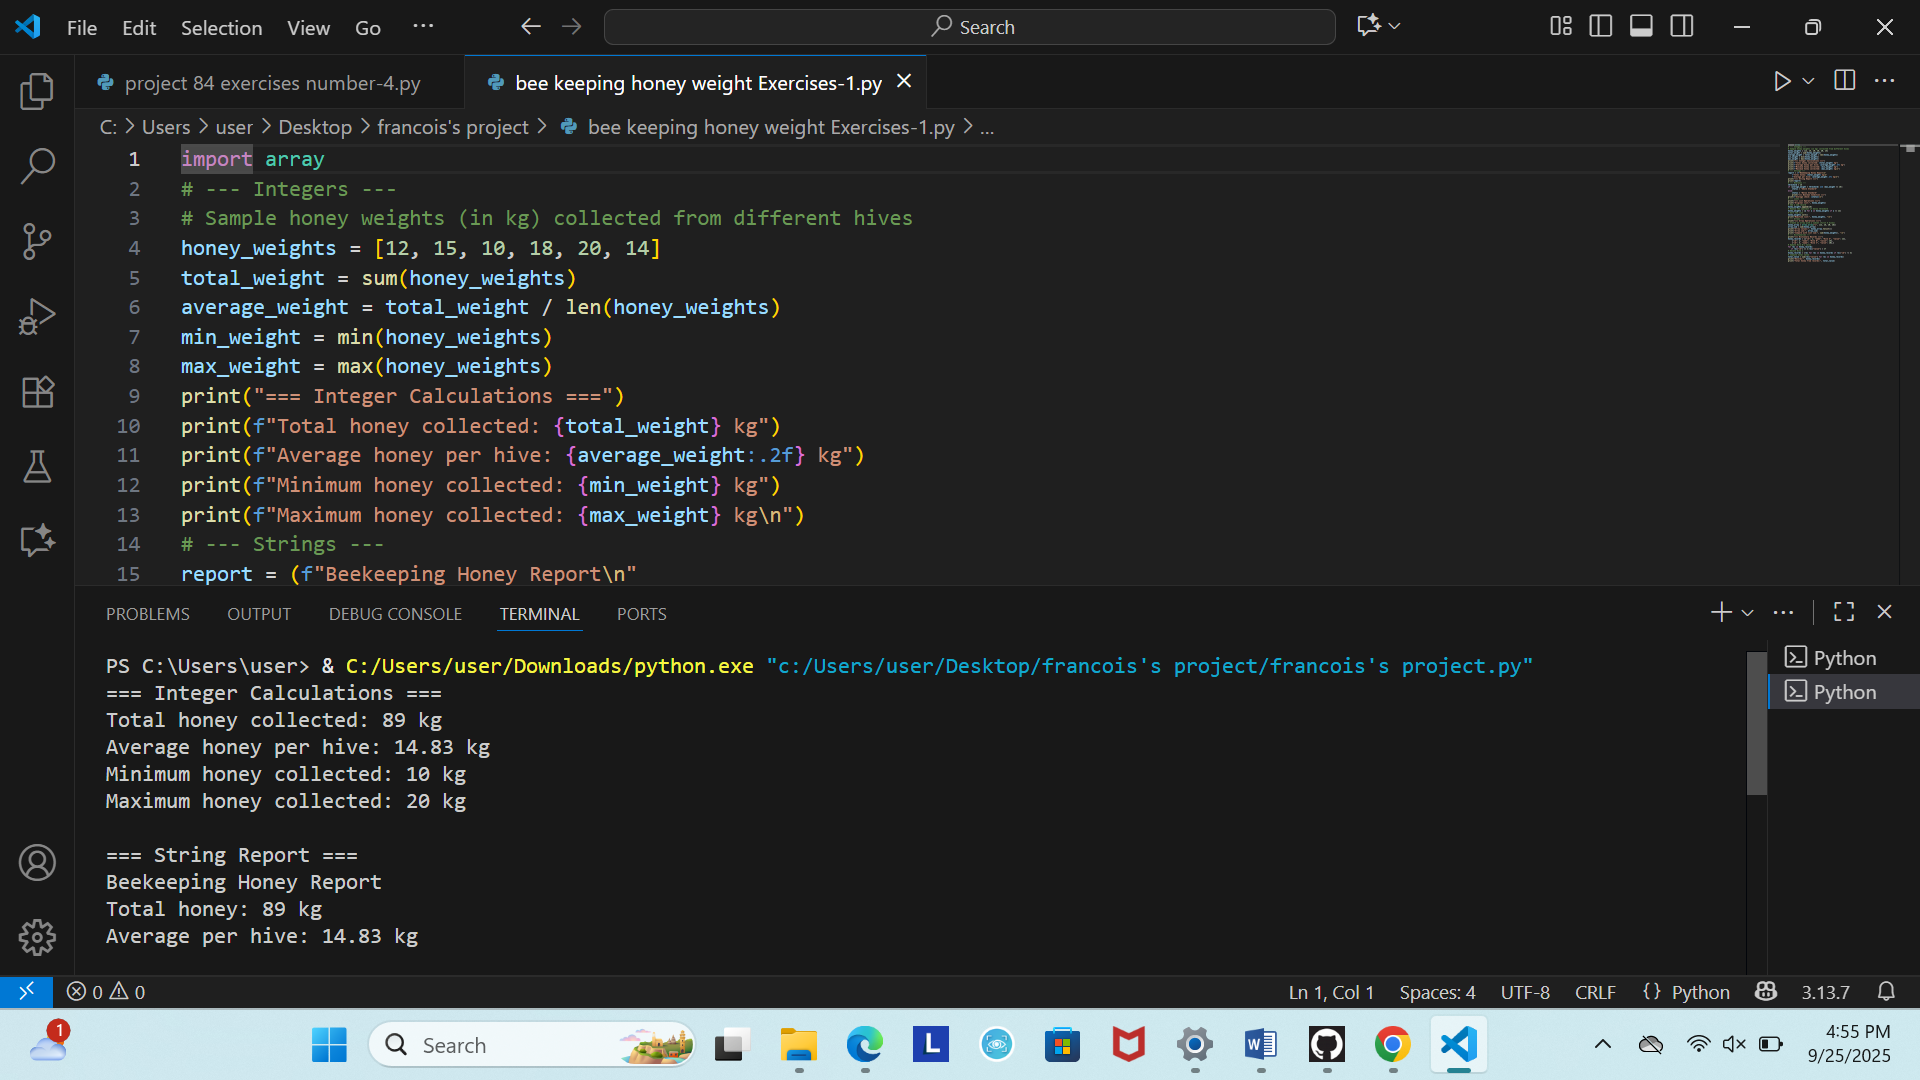 File Edit Selection View Go ···
Search
project 84 exercises number-4.py
bee keeping honey weight Exercises-1.py
C: > Users > user > Desktop > francois's project > bee keeping honey weight Exercises-1.py > ...
1 import array
2 # --- Integers ---
3 # Sample honey weights (in kg) collected from different hives
4 honey_weights = [12, 15, 10, 18, 20, 14]
5 total_weight = sum(honey_weights)
6 average_weight = total_weight / len(honey_weights)
7 min_weight = min(honey_weights)
8 max_weight = max(honey_weights)
9 print("=== Integer Calculations ===")
10 print(f"Total honey collected: {total_weight} kg")
11 print(f"Average honey per hive: {average_weight:.2f} kg")
12 print(f"Minimum honey collected: {min_weight} kg")
13 print(f"Maximum honey collected: {max_weight} kg\n")
14 # --- Strings ---
15 report = (f"Beekeeping Honey Report\n"
PROBLEMS OUTPUT DEBUG CONSOLE TERMINAL PORTS
PS C:\Users\user> & C:/Users/user/Downloads/python.exe "c:/Users/user/Desktop/francois's project/francois's project.py"
=== Integer Calculations ===
Total honey collected: 89 kg
Average honey per hive: 14.83 kg
Minimum honey collected: 10 kg
Maximum honey collected: 20 kg
=== String Report ===
Beekeeping Honey Report
Total honey: 89 kg
Average per hive: 14.83 kg
Python
Python
0 0
Ln 1, Col 1 Spaces: 4 UTF-8 CRLF {} Python 3.13.7
1
Search
L
4:55 PM
9/25/2025